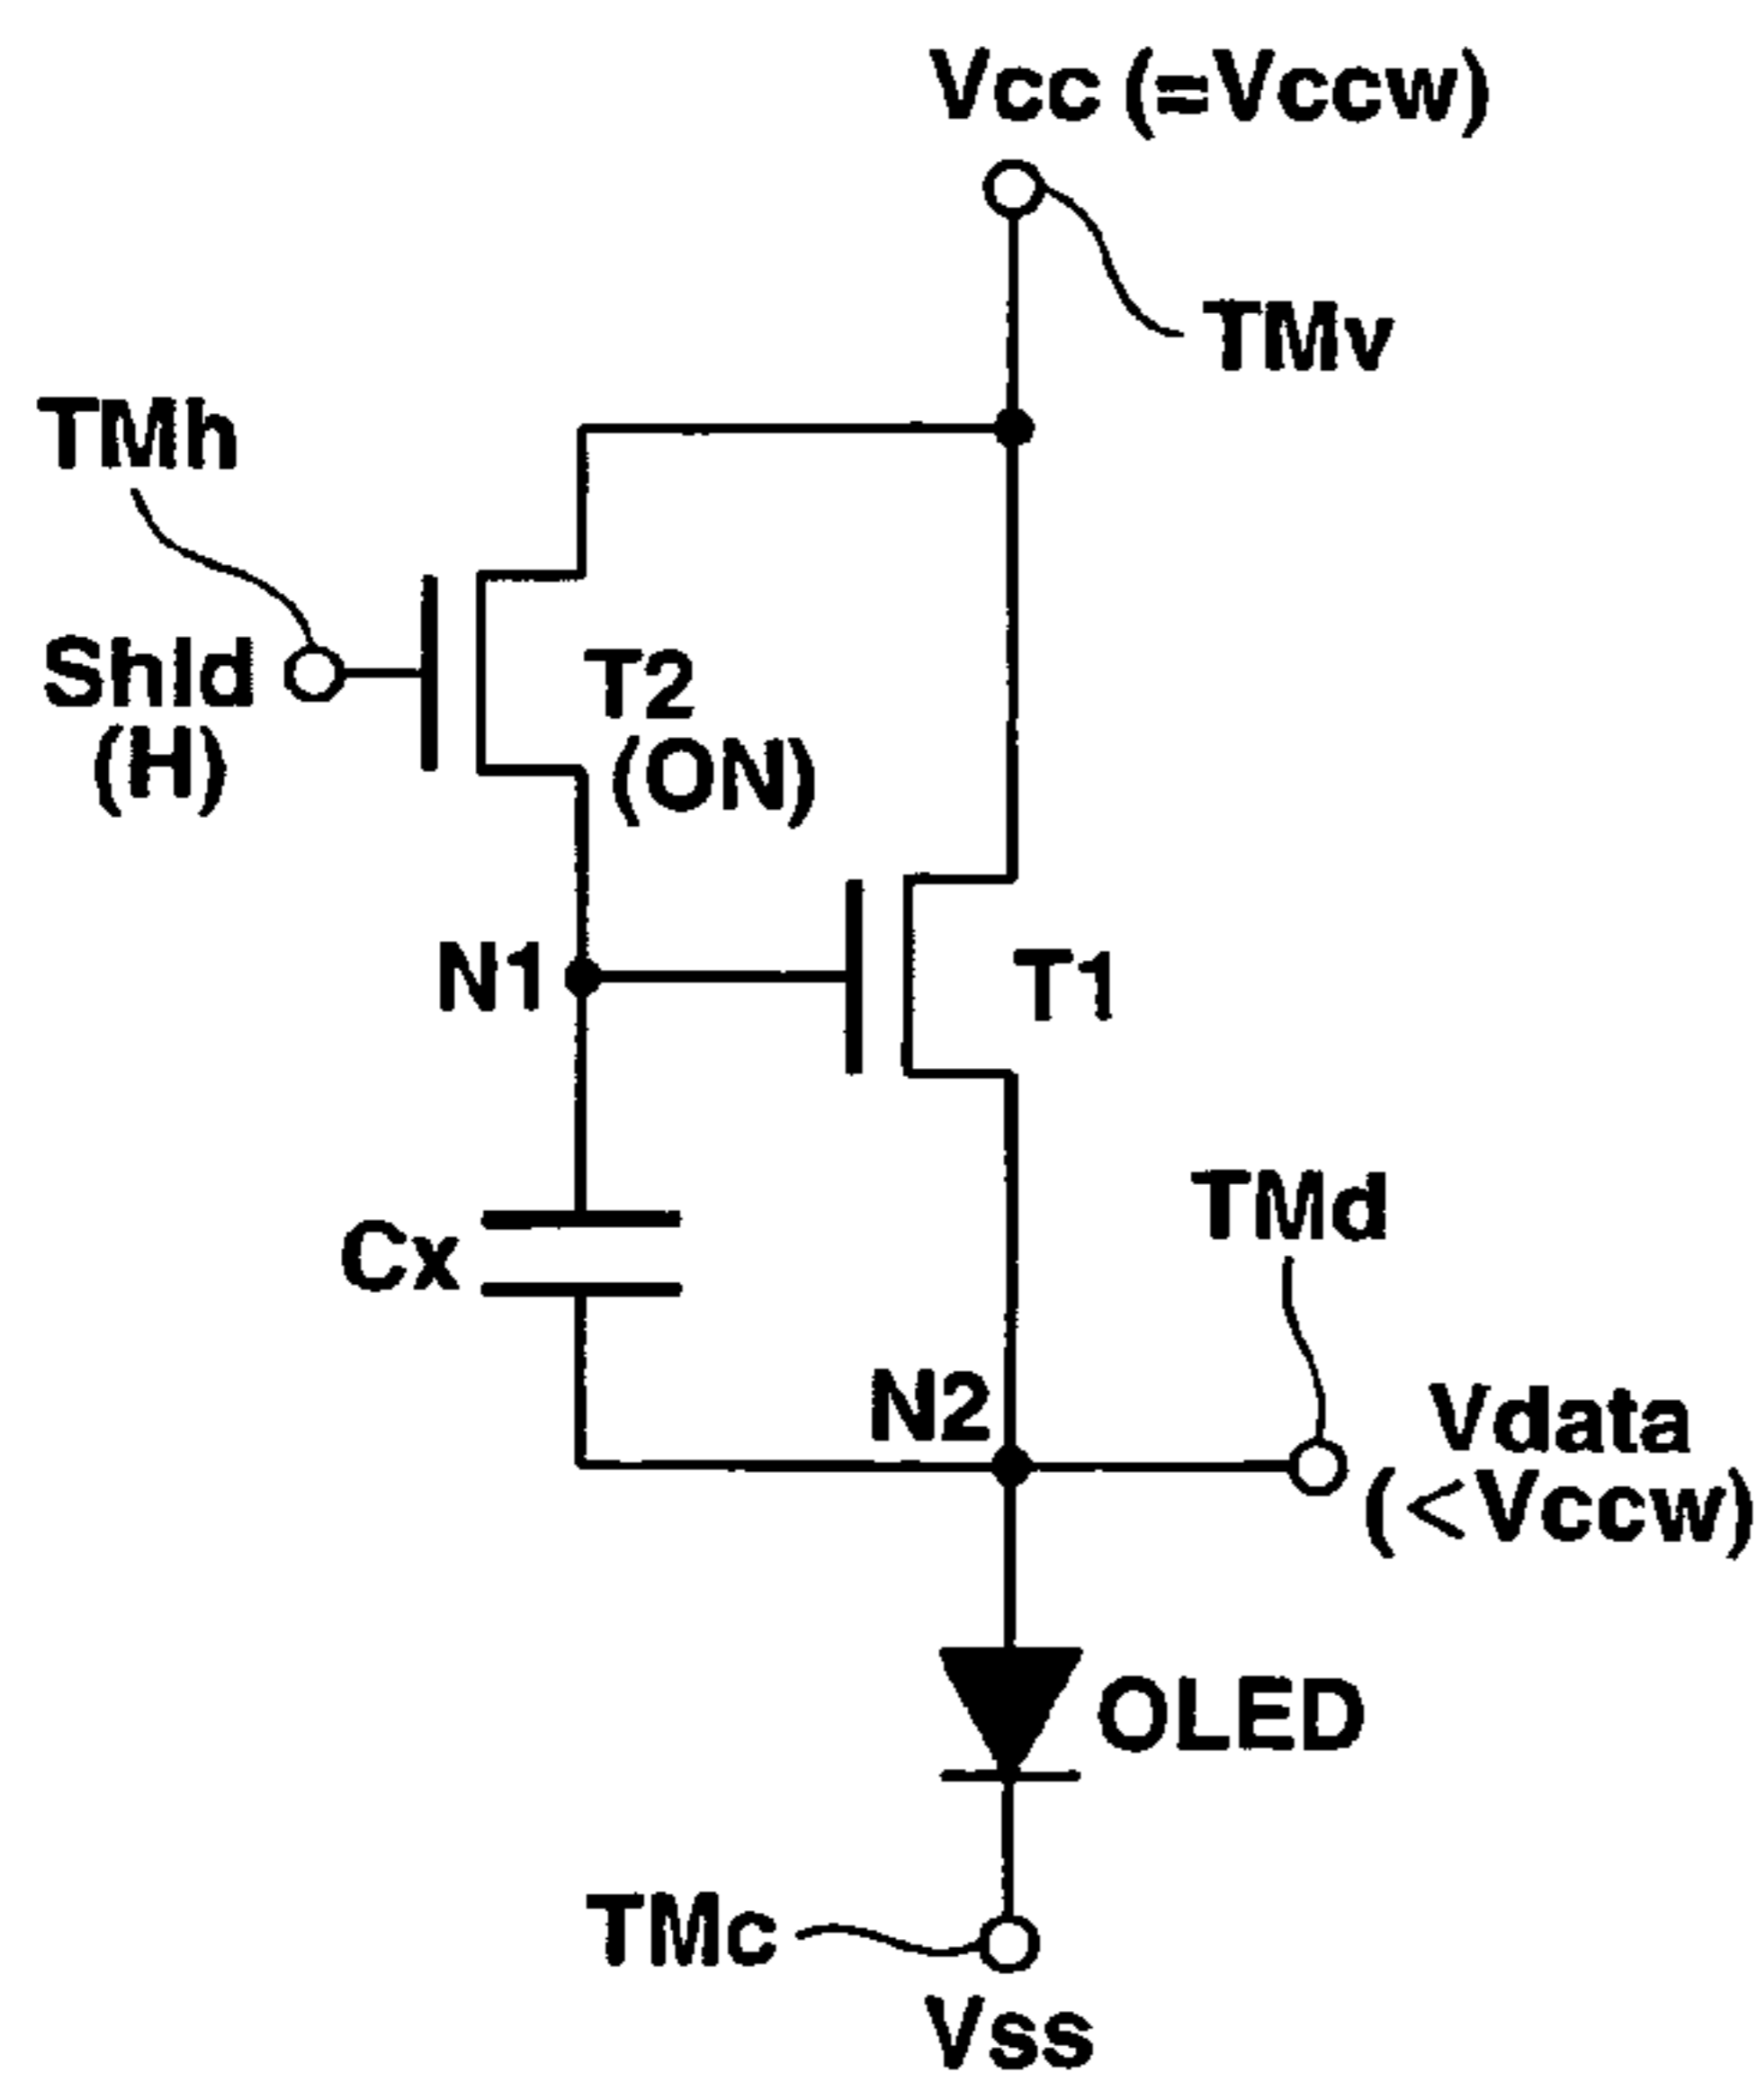 Vcc (=Vccw)
TMv
TMh
Shld
(H)
T2
(ON)
N1
T1
TMd
Cx
N2
Vdata
(<Vccw)
OLED
TMc
Vss